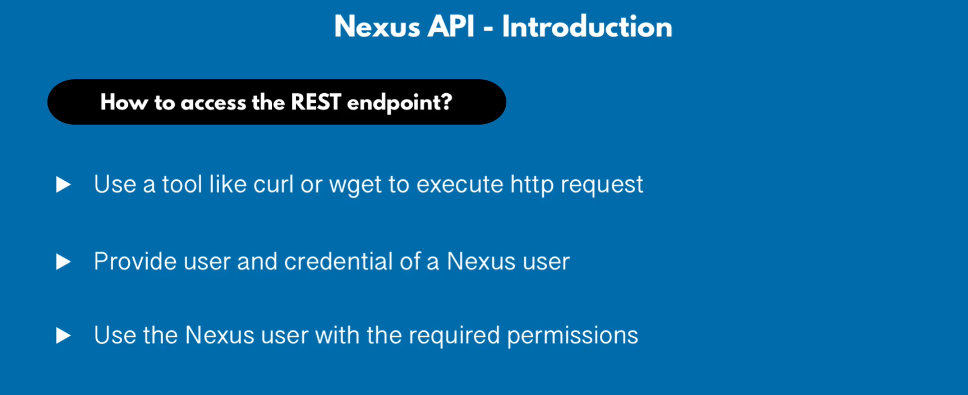 Nexus API - Introduction
How to access the REST endpoint?
Use a tool like curl or wget to execute http request
Provide user and credential of a Nexus user
Use the Nexus user with the required permissions